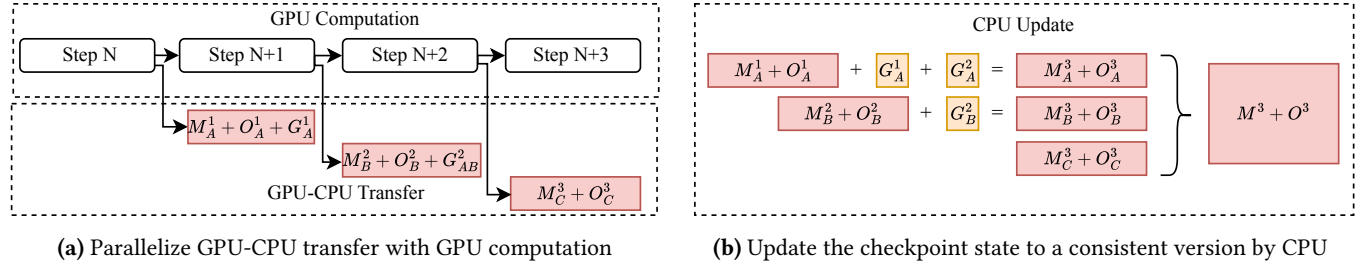 GPU Computation
Step N
Step N+1
Step N+2
Step N+3
$M_A^1 + O_A^1 + G_A^1$
$M_B^2 + O_B^2 + G_{AB}^2$
GPU-CPU Transfer
$M_C^3 + O_C^3$
(a) Parallelize GPU-CPU transfer with GPU computation
CPU Update
$M_A^1 + O_A^1$ + $G_A^1$ + $G_A^2$ = $M_A^3 + O_A^3$
$M_B^2 + O_B^2$ + $G_B^2$ = $M_B^3 + O_B^3$
$M^3 + O^3$
$M_C^3 + O_C^3$
(b) Update the checkpoint state to a consistent version by CPU